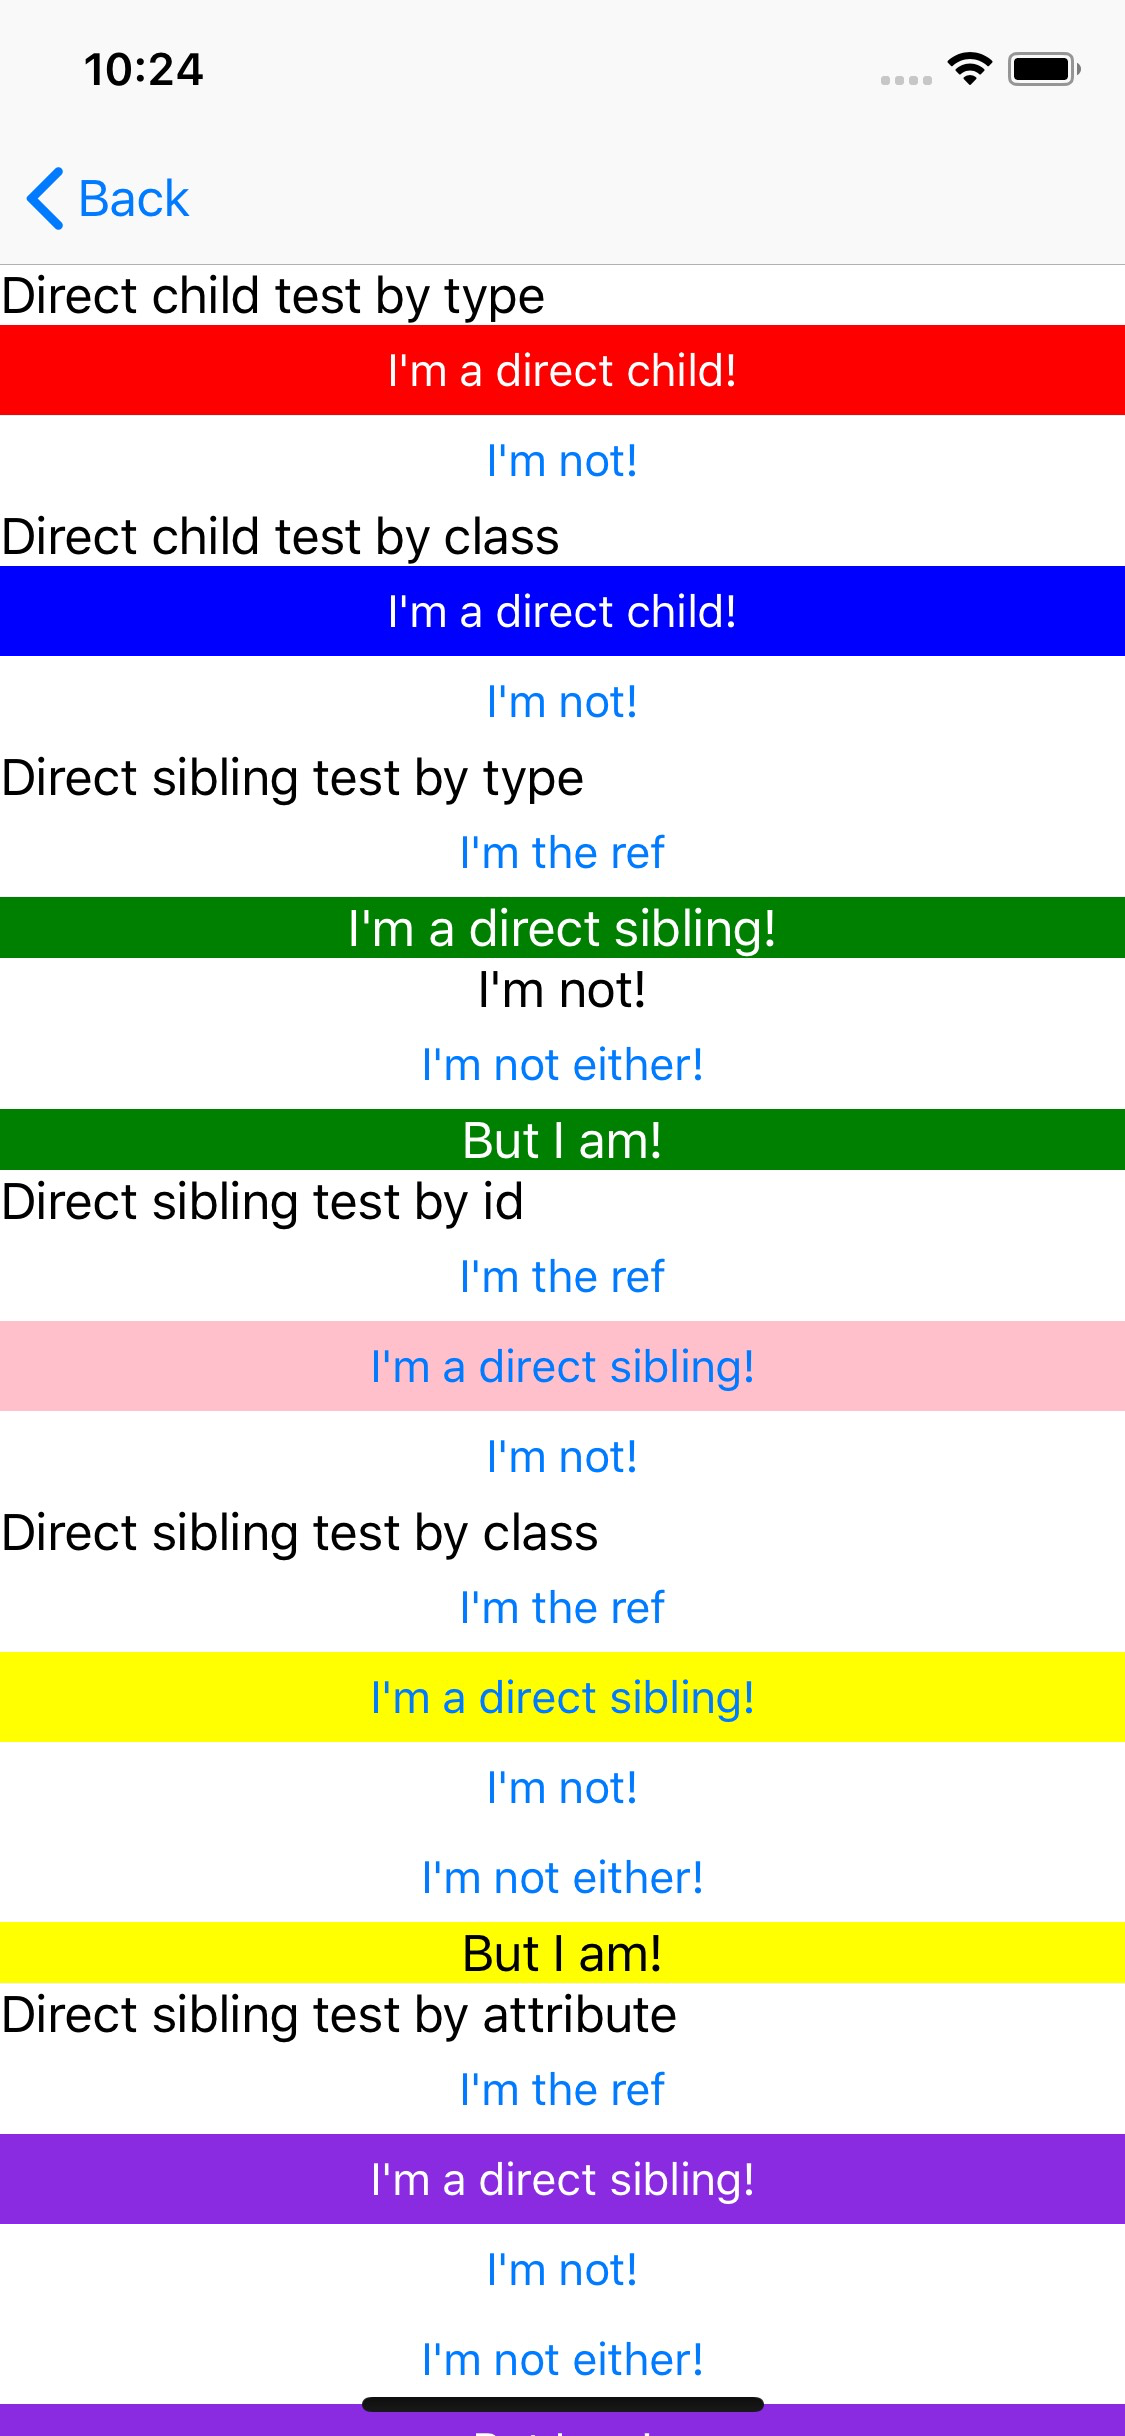 10:24
Back
Direct child test by type
I'm a direct child!
I'm not!
Direct child test by class
I'm a direct child!
I'm not!
Direct sibling test by type
I'm the ref
I'm a direct sibling!
I'm not!
I'm not either!
But I am!
Direct sibling test by id
I'm the ref
I'm a direct sibling!
I'm not!
Direct sibling test by class
I'm the ref
I'm a direct sibling!
I'm not!
I'm not either!
But I am!
Direct sibling test by attribute
I'm the ref
I'm a direct sibling!
I'm not!
I'm not either!